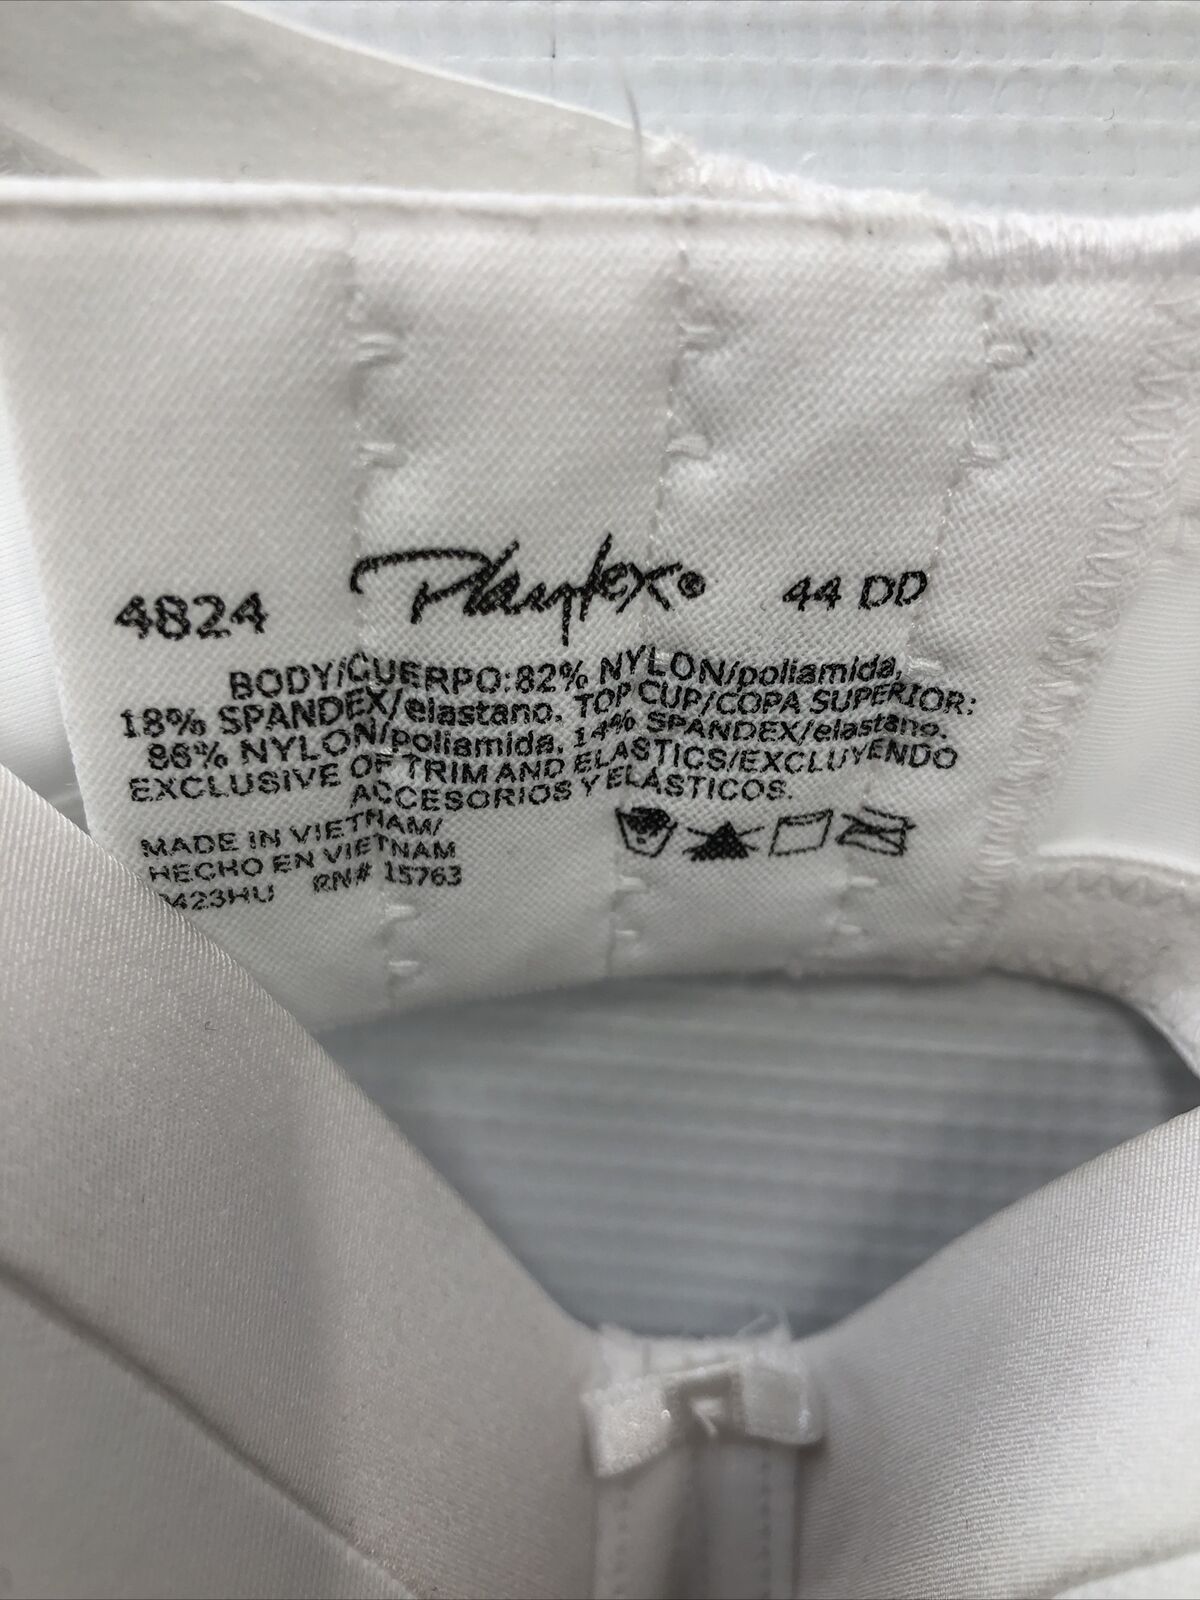 4824 Playtex® 44 DD
BODY/CUERPO:82% NYLON/poliamida,
18% SPANDEX/elastano. TOP CUP/COPA SUPERIOR:
86% NYLON/poliamida, 14% SPANDEX/elastano.
EXCLUSIVE OF TRIM AND ELASTICS/EXCLUYENDO
ACCESORIOS Y ELASTICOS.
MADE IN VIETNAM/
HECHO EN VIETNAM
RN# 15763